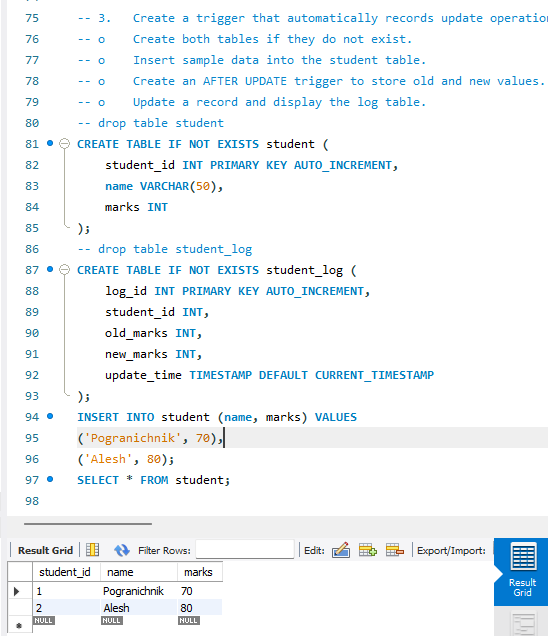 75 -- 3. Create a trigger that automatically records update operation
76 -- o Create both tables if they do not exist.
77 -- o Insert sample data into the student table.
78 -- o Create an AFTER UPDATE trigger to store old and new values.
79 -- o Update a record and display the log table.
80 -- drop table student
81 CREATE TABLE IF NOT EXISTS student (
82 student_id INT PRIMARY KEY AUTO_INCREMENT,
83 name VARCHAR(50),
84 marks INT
85 );
86 -- drop table student_log
87 CREATE TABLE IF NOT EXISTS student_log (
88 log_id INT PRIMARY KEY AUTO_INCREMENT,
89 student_id INT,
90 old_marks INT,
91 new_marks INT,
92 update_time TIMESTAMP DEFAULT CURRENT_TIMESTAMP
93 );
94 INSERT INTO student (name, marks) VALUES
95 ('Pogranichnik', 70),
96 ('Alesh', 80);
97 SELECT * FROM student;
98
Result Grid Filter Rows: Edit: Export/Import:
student_id name marks
1 Pogranichnik 70
2 Alesh 80
NULL NULL NULL
Result
Grid